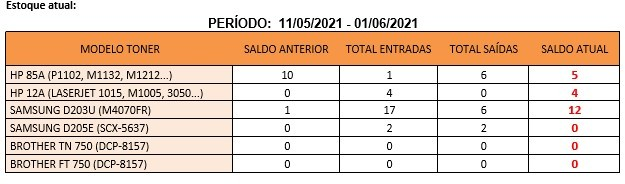 Estoque atual:
PERÍODO: 11/05/2021 - 01/06/2021
MODELO TONER SALDO ANTERIOR TOTAL ENTRADAS TOTAL SAÍDAS SALDO ATUAL
HP 85A (P1102, M1132, M1212...) 10 1 6 5
HP 12A (LASERJET 1015, M1005, 3050...) 0 4 0 4
SAMSUNG D203U (M4070FR) 1 17 6 12
SAMSUNG D205E (SCX-5637) 0 2 2 0
BROTHER TN 750 (DCP-8157) 0 0 0 0
BROTHER FT 750 (DCP-8157) 0 0 0 0